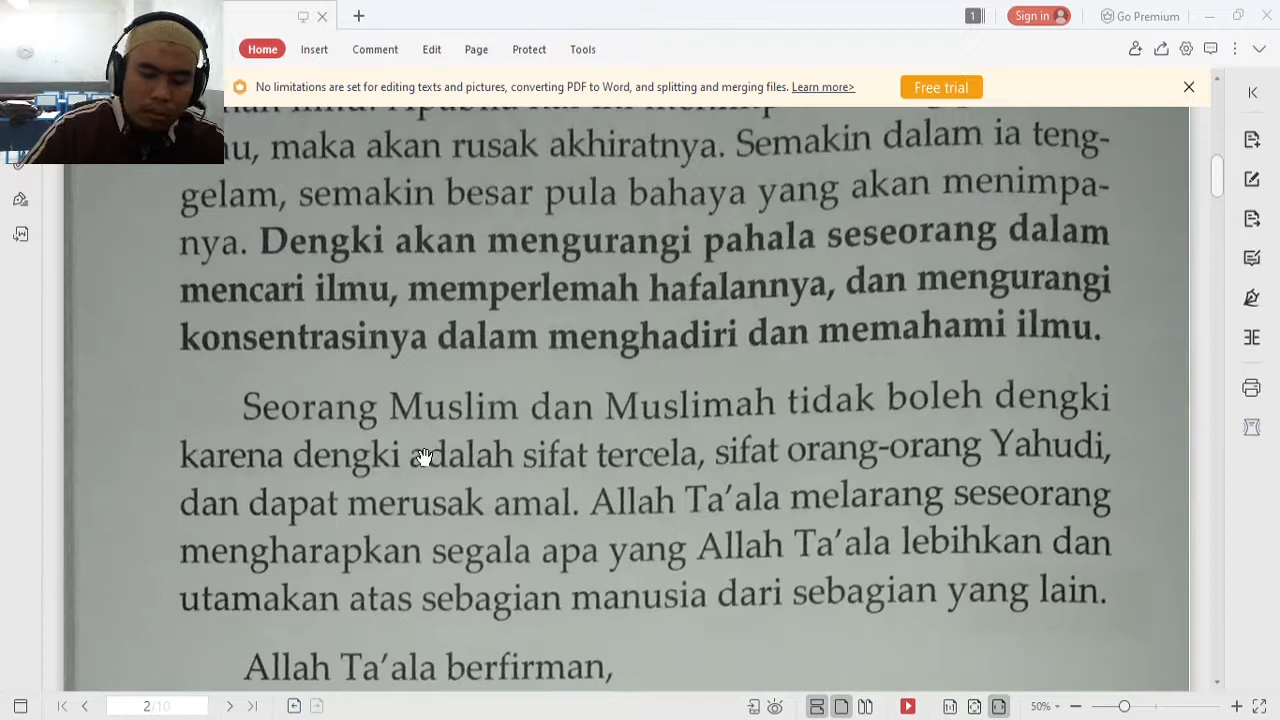 1
Sign in
Go Premium
Home
Insert
Comment
Edit
Page
Protect
Tools
No limitations are set for editing texts and pictures, converting PDF to Word, and splitting and merging files. Learn more>
Free trial
maka akan rusak akhiratnya. Semakin dalam ia teng-
gelam, semakin besar pula bahaya yang akan menimpa-
nya. Dengki akan mengurangi pahala seseorang dalam
mencari ilmu, memperlemah hafalannya, dan mengurangi
konsentrasinya dalam menghadiri dan memahami ilmu.
Seorang Muslim dan Muslimah tidak boleh dengki
karena dengki adalah sifat tercela, sifat orang-orang Yahudi,
dan dapat merusak amal. Allah Ta'ala melarang seseorang
mengharapkan segala apa yang Allah Ta'ala lebihkan dan
utamakan atas sebagian manusia dari sebagian yang lain.
Allah Ta'ala berfirman,
2/10
50%